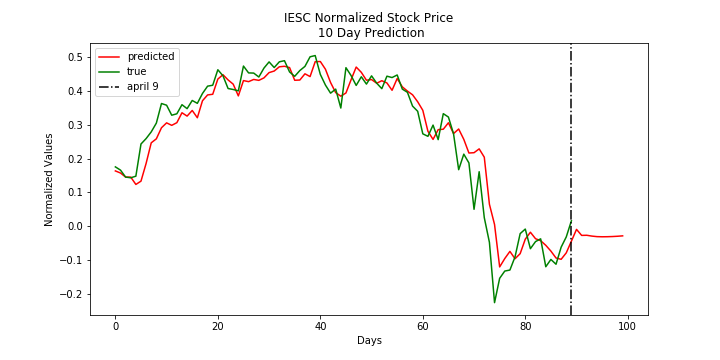 IESC Normalized Stock Price
10 Day Prediction
predicted
true
april 9
0.5
0.4
0.3
0.2
0.1
0.0
−0.1
−0.2
Normalized Values
0 20 40 60 80 100
Days